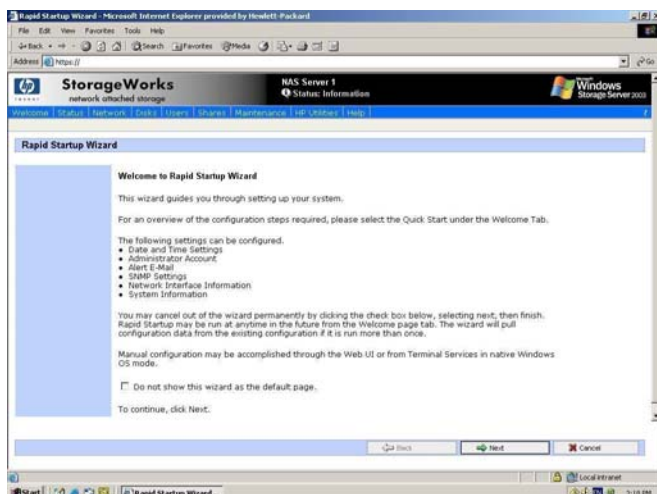 Rapid Startup Wizard - Microsoft Internet Explorer provided by Hewlett-Packard
File Edit View Favorites Tools Help
Back Search Favorites Media
Address https:// Go
hp invent StorageWorks
network attached storage
NAS Server 1
Status: Information
Microsoft Windows
Storage Server 2003
Welcome Status Network Disks Users Shares Maintenance HP Utilities Help ?
Rapid Startup Wizard
Welcome to Rapid Startup Wizard
This wizard guides you through setting up your system.
For an overview of the configuration steps required, please select the Quick Start under the Welcome Tab.
The following settings can be configured.
• Date and Time Settings
• Administrator Account
• Alert E-Mail
• SNMP Settings
• Network Interface Information
• System Information
You may cancel out of the wizard permanently by clicking the check box below, selecting next, then finish.
Rapid Startup may be run at anytime in the future from the Welcome page tab. The wizard will pull
configuration data from the existing configuration if it is run more than once.
Manual configuration may be accomplished through the Web UI or from Terminal Services in native Windows
OS mode.
Do not show this wizard as the default page.
To continue, click Next.
Back Next Cancel
Local intranet
Start Rapid Startup Wizard